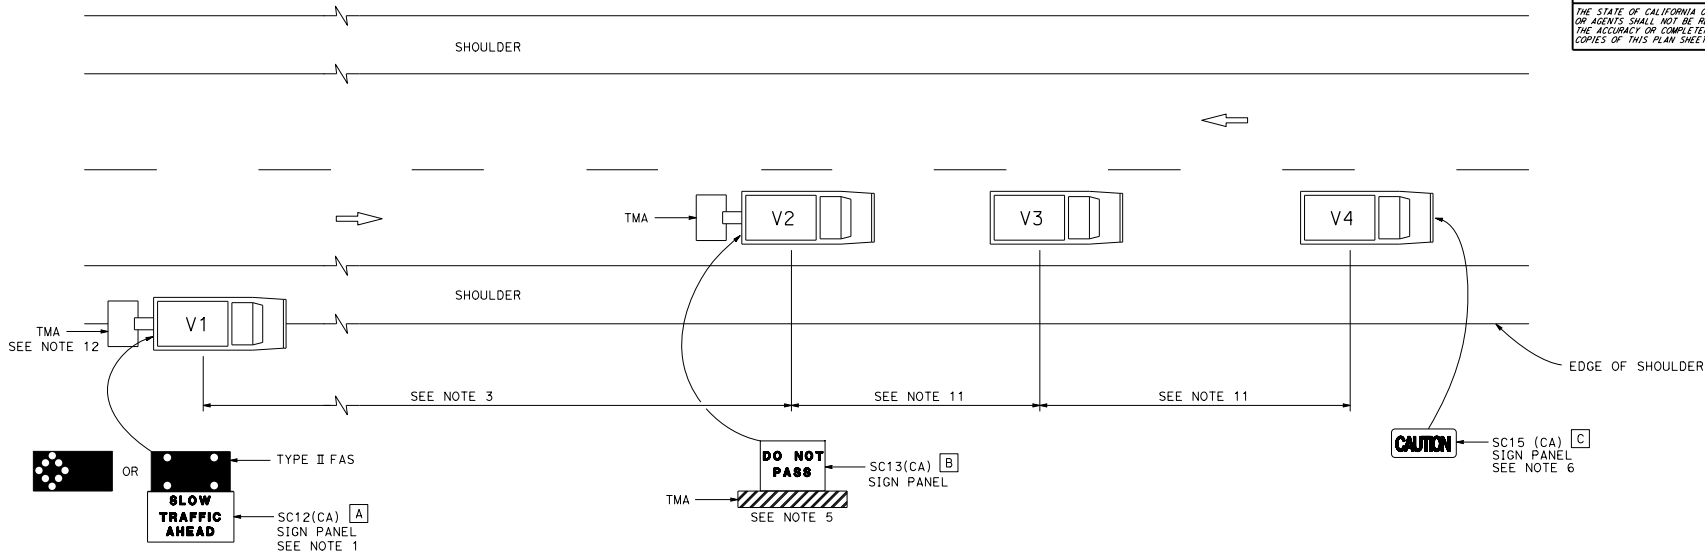 THE STATE OF CALIFORNIA O
OR AGENTS SHALL NOT BE R
THE ACCURACY OR COMPLETE
COPIES OF THIS PLAN SHEET
SHOULDER
TMA
V2
V3
V4
SHOULDER
V1
TMA
SEE NOTE 12
EDGE OF SHOULDER
SEE NOTE 3
SEE NOTE 11
SEE NOTE 11
OR
TYPE II FAS
SLOW
TRAFFIC
AHEAD
SC12(CA) A
SIGN PANEL
SEE NOTE 1
DO NOT
PASS
SC13(CA) B
SIGN PANEL
TMA
SEE NOTE 5
CAUTION
SC15 (CA) C
SIGN PANEL
SEE NOTE 6